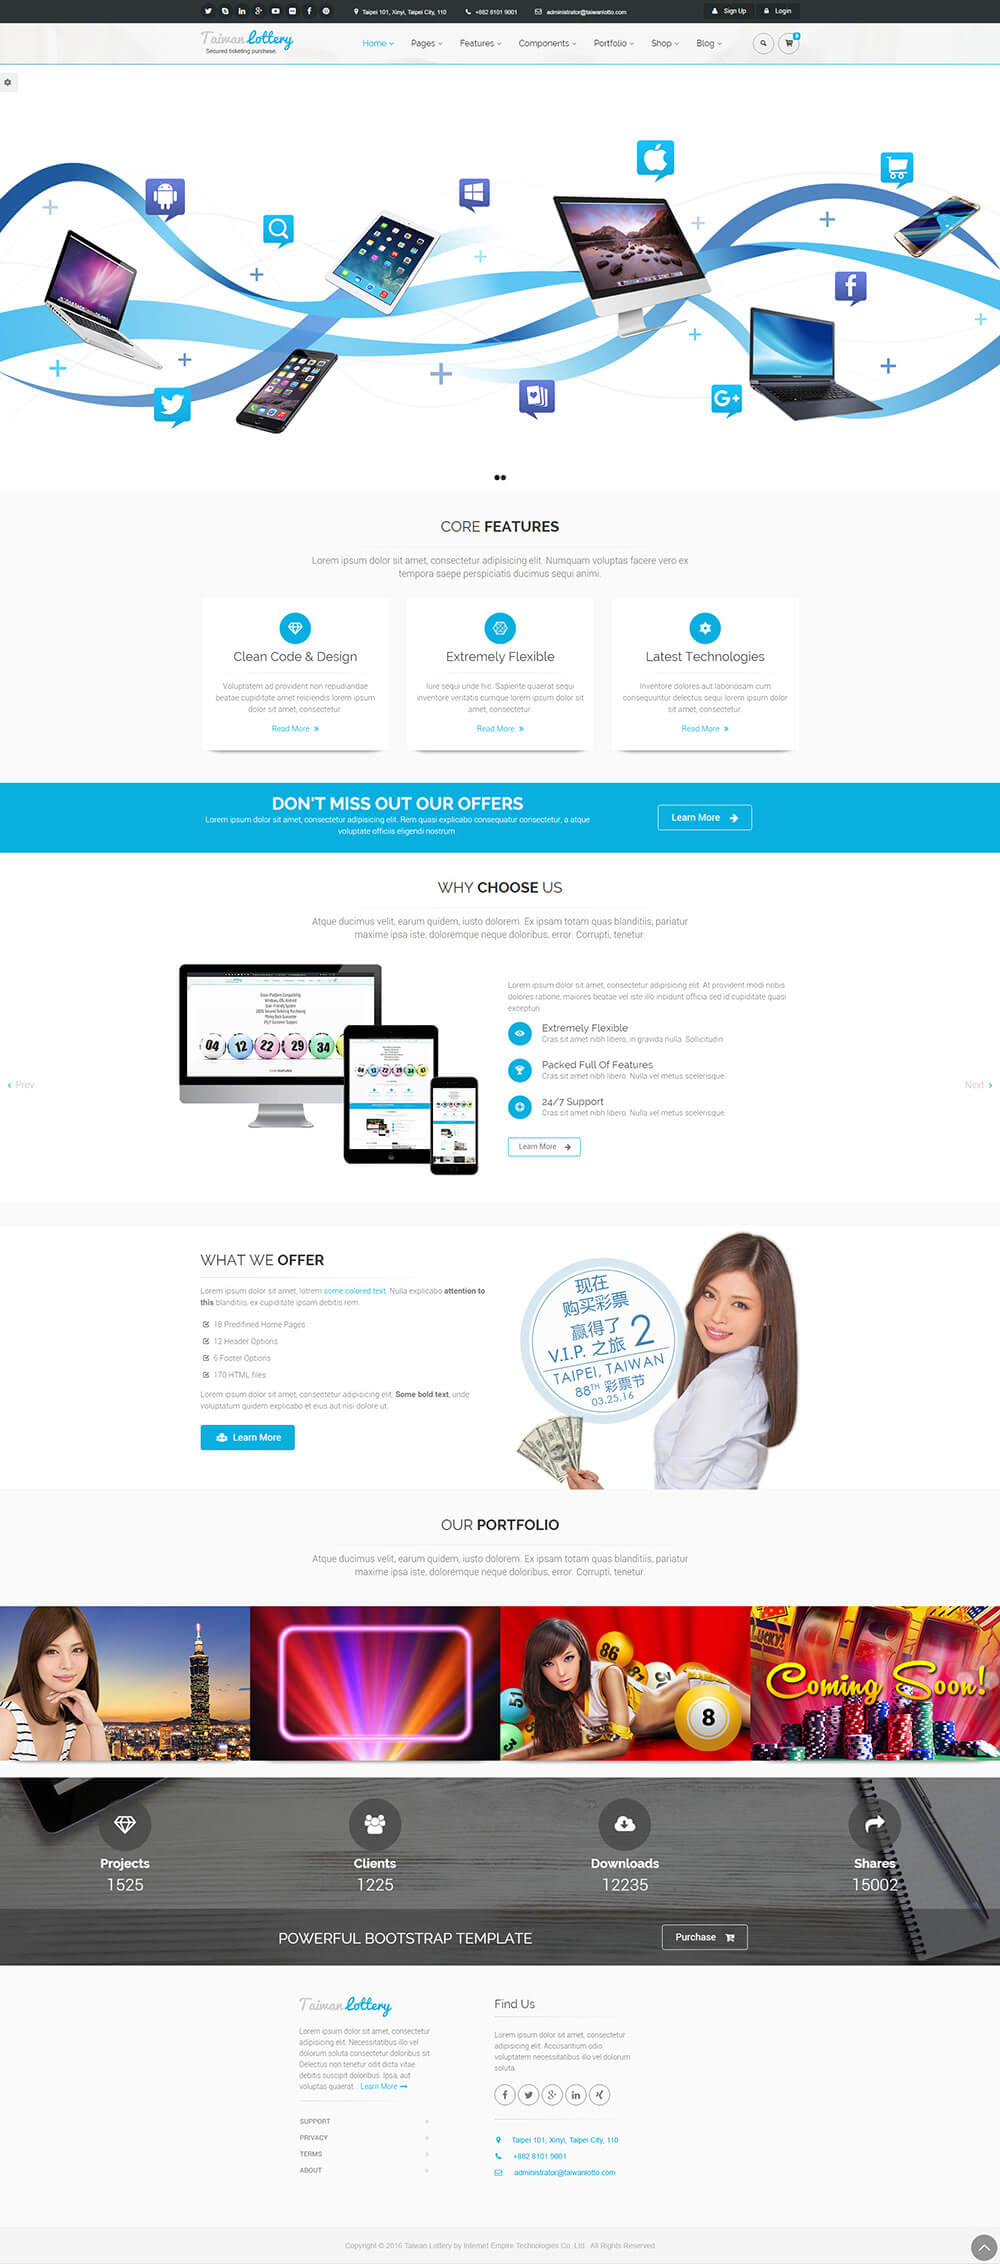 Taipei 101, Xinyi, Taipei City, 110
+882 8101 9001
administrator@taiwanlotto.com
Sign Up
Login
Taiwan Lottery
Secured ticketing purchase.
Home
Pages
Features
Components
Portfolio
Shop
Blog
0
CORE FEATURES
Lorem ipsum dolor sit amet, consectetur adipisicing elit. Numquam voluptas facere vero ex
tempora saepe perspiciatis ducimus sequi animi.
Clean Code & Design
Voluptatem ad provident non repudiandae
beatae cupiditate amet reiciendis lorem ipsum
dolor sit amet, consectetur.
Read More »
Extremely Flexible
Iure sequi unde hic. Sapiente quaerat sequi
inventore veritatis cumque lorem ipsum dolor sit
amet, consectetur.
Read More »
Latest Technologies
Inventore dolores aut laboriosam cum
consequuntur delectus sequi lorem ipsum dolor
sit amet, consectetur.
Read More »
DON'T MISS OUT OUR OFFERS
Lorem ipsum dolor sit amet, consectetur adipisicing elit. Rem quasi explicabo consequatur consectetur, a atque
voluptate officiis eligendi nostrum
Learn More
WHY CHOOSE US
Atque ducimus velit, earum quidem, iusto dolorem. Ex ipsam totam quas blanditiis, pariatur
maxime ipsa iste, doloremque neque doloribus, error. Corrupti, tenetur.
04 12 22 29 34
Prev
Lorem ipsum dolor sit amet, consectetur adipisicing elit. At provident modi nobis
dolores ratione, maiores beatae vel iste illo incidunt officia sed id cupiditate quasi
excepturi.
Extremely Flexible
Cras sit amet nibh libero, in gravida nulla. Sollicitudin.
Packed Full Of Features
Cras sit amet nibh libero. Nulla vel metus scelerisque.
24/7 Support
Cras sit amet nibh libero. Nulla vel metus scelerisque.
Learn More
Next
WHAT WE OFFER
Lorem ipsum dolor sit amet, lotrem some colored text. Nulla explicabo attention to
this blanditiis, ex cupiditate ipsam debitis rem.
18 Predifined Home Pages
12 Header Options
6 Footer Options
170 HTML files
Lorem ipsum dolor sit amet, consectetur adipisicing elit. Some bold text, unde
voluptatum quidem explicabo et eius aut nisi dolore ut.
Learn More
现在
购买彩票
赢得了 2
V.I.P. 之旅
TAIPEI, TAIWAN
88TH 彩票节
03.25.16
OUR PORTFOLIO
Atque ducimus velit, earum quidem, iusto dolorem. Ex ipsam totam quas blanditiis, pariatur
maxime ipsa iste, doloremque neque doloribus, error. Corrupti, tenetur.
86
8
LUCKY!
Coming Soon!
Projects
1525
Clients
1225
Downloads
12235
Shares
15002
POWERFUL BOOTSTRAP TEMPLATE
Purchase
Taiwan Lottery
Lorem ipsum dolor sit amet, consectetur
adipisicing elit. Necessitatibus illo vel
dolorum soluta consectetur doloribus sit.
Delectus non tenetur odit dicta vitae
debitis suscipit doloribus. Ipsa, aut
voluptas quaerat... Learn More
SUPPORT
PRIVACY
TERMS
ABOUT
Find Us
Lorem ipsum dolor sit amet, consectetur
adipisicing elit. Accusantium odio
voluptatem necessitatibus illo vel dolorum
soluta.
Taipei 101, Xinyi, Taipei City, 110
+882 8101 9001
administrator@taiwanlotto.com
Copyright © 2016 Taiwan Lottery by Internet Empire Technologies Co. Ltd. All Rights Reserved.